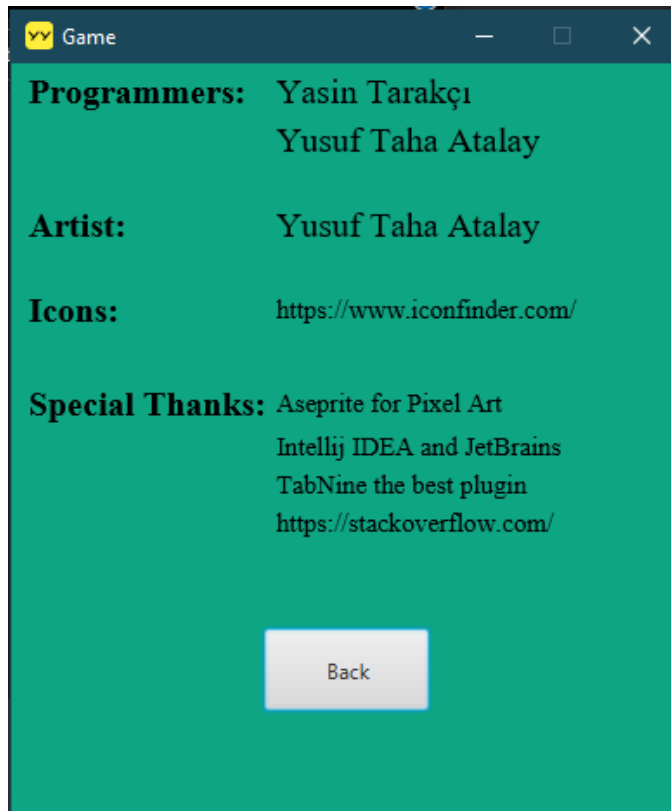 YY Game
Programmers: Yasin Tarakçı
Yusuf Taha Atalay
Artist: Yusuf Taha Atalay
Icons: https://www.iconfinder.com/
Special Thanks: Aseprite for Pixel Art
Intellij IDEA and JetBrains
TabNine the best plugin
https://stackoverflow.com/
Back